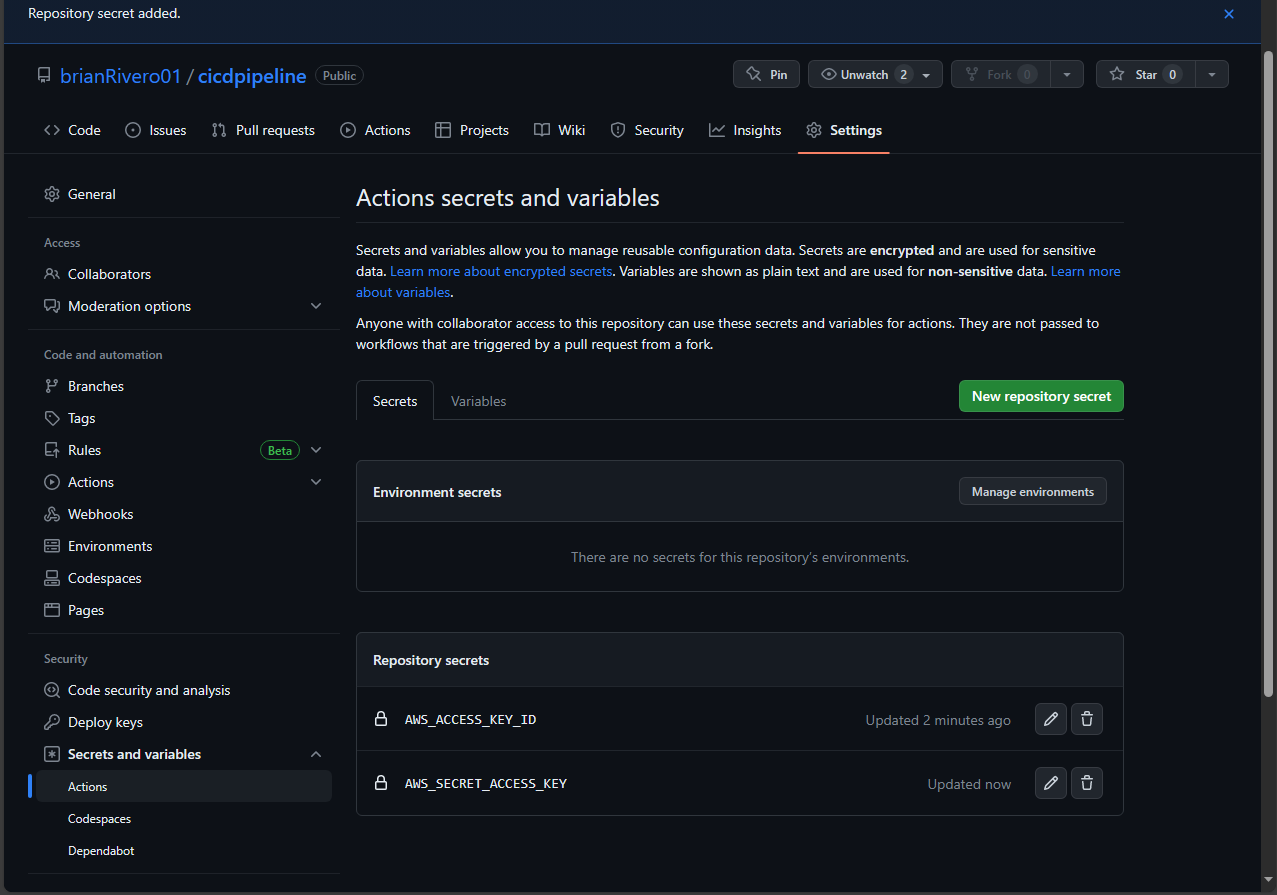 Repository secret added.
brianRivero01 / cicdpipeline Public
Pin
Unwatch 2
Fork 0
Star 0
Code
Issues
Pull requests
Actions
Projects
Wiki
Security
Insights
Settings
General
Access
Collaborators
Moderation options
Code and automation
Branches
Tags
Rules Beta
Actions
Webhooks
Environments
Codespaces
Pages
Security
Code security and analysis
Deploy keys
Secrets and variables
Actions
Codespaces
Dependabot
Actions secrets and variables
Secrets and variables allow you to manage reusable configuration data. Secrets are encrypted and are used for sensitive
data. Learn more about encrypted secrets. Variables are shown as plain text and are used for non-sensitive data. Learn more
about variables.
Anyone with collaborator access to this repository can use these secrets and variables for actions. They are not passed to
workflows that are triggered by a pull request from a fork.
Secrets
Variables
New repository secret
Environment secrets
Manage environments
There are no secrets for this repository's environments.
Repository secrets
AWS_ACCESS_KEY_ID Updated 2 minutes ago
AWS_SECRET_ACCESS_KEY Updated now